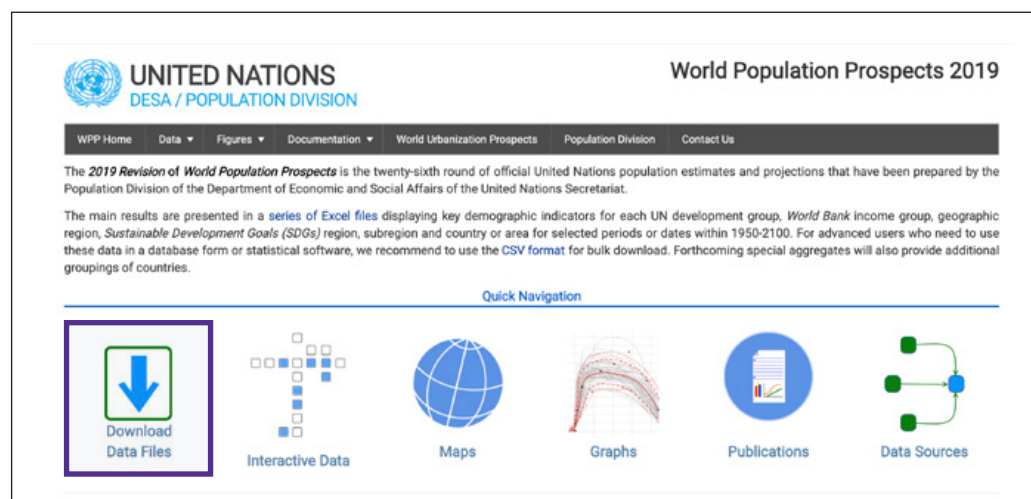 UNITED NATIONS
DESA / POPULATION DIVISION
World Population Prospects 2019
WPP Home Data Figures Documentation World Urbanization Prospects Population Division Contact Us
The 2019 Revision of World Population Prospects is the twenty-sixth round of official United Nations population estimates and projections that have been prepared by the
Population Division of the Department of Economic and Social Affairs of the United Nations Secretariat.
The main results are presented in a series of Excel files displaying key demographic indicators for each UN development group, World Bank income group, geographic
region, Sustainable Development Goals (SDGs) region, subregion and country or area for selected periods or dates within 1950-2100. For advanced users who need to use
these data in a database form or statistical software, we recommend to use the CSV format for bulk download. Forthcoming special aggregates will also provide additional
groupings of countries.
Quick Navigation
Download
Data Files
Interactive Data
Maps
Graphs
Publications
Data Sources